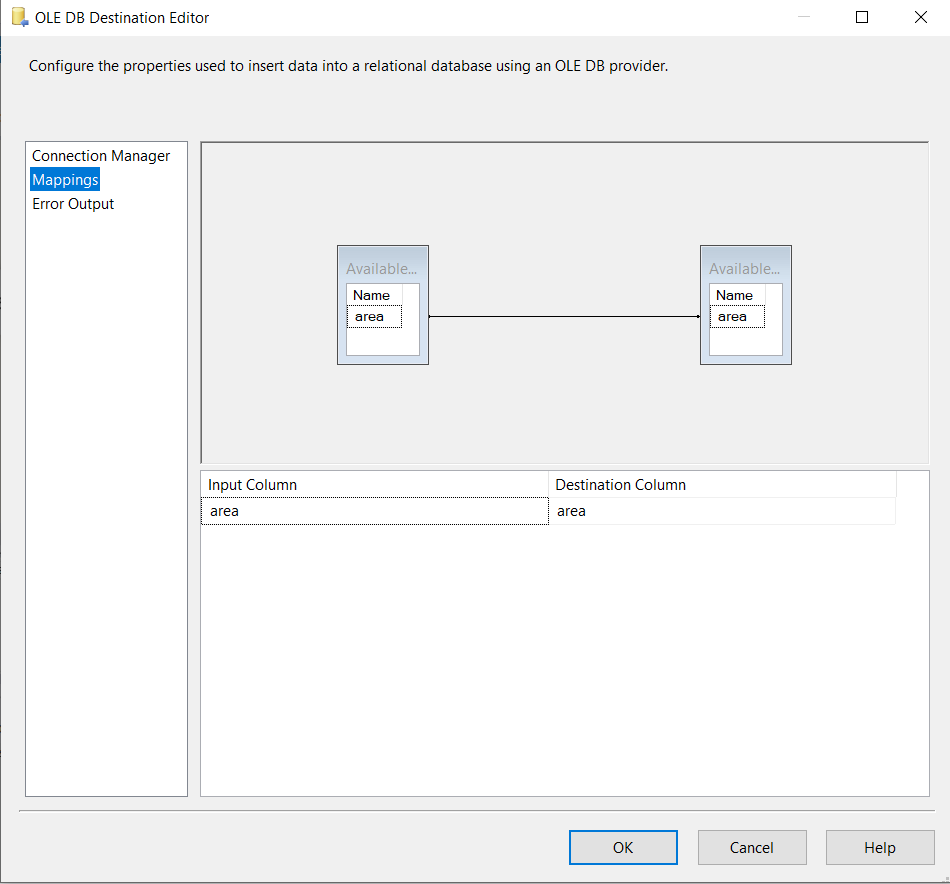 OLE DB Destination Editor
Configure the properties used to insert data into a relational database using an OLE DB provider.
Connection Manager
Mappings
Error Output
Available...
Name
area
Available...
Name
area
Input Column Destination Column
area area
OK Cancel Help